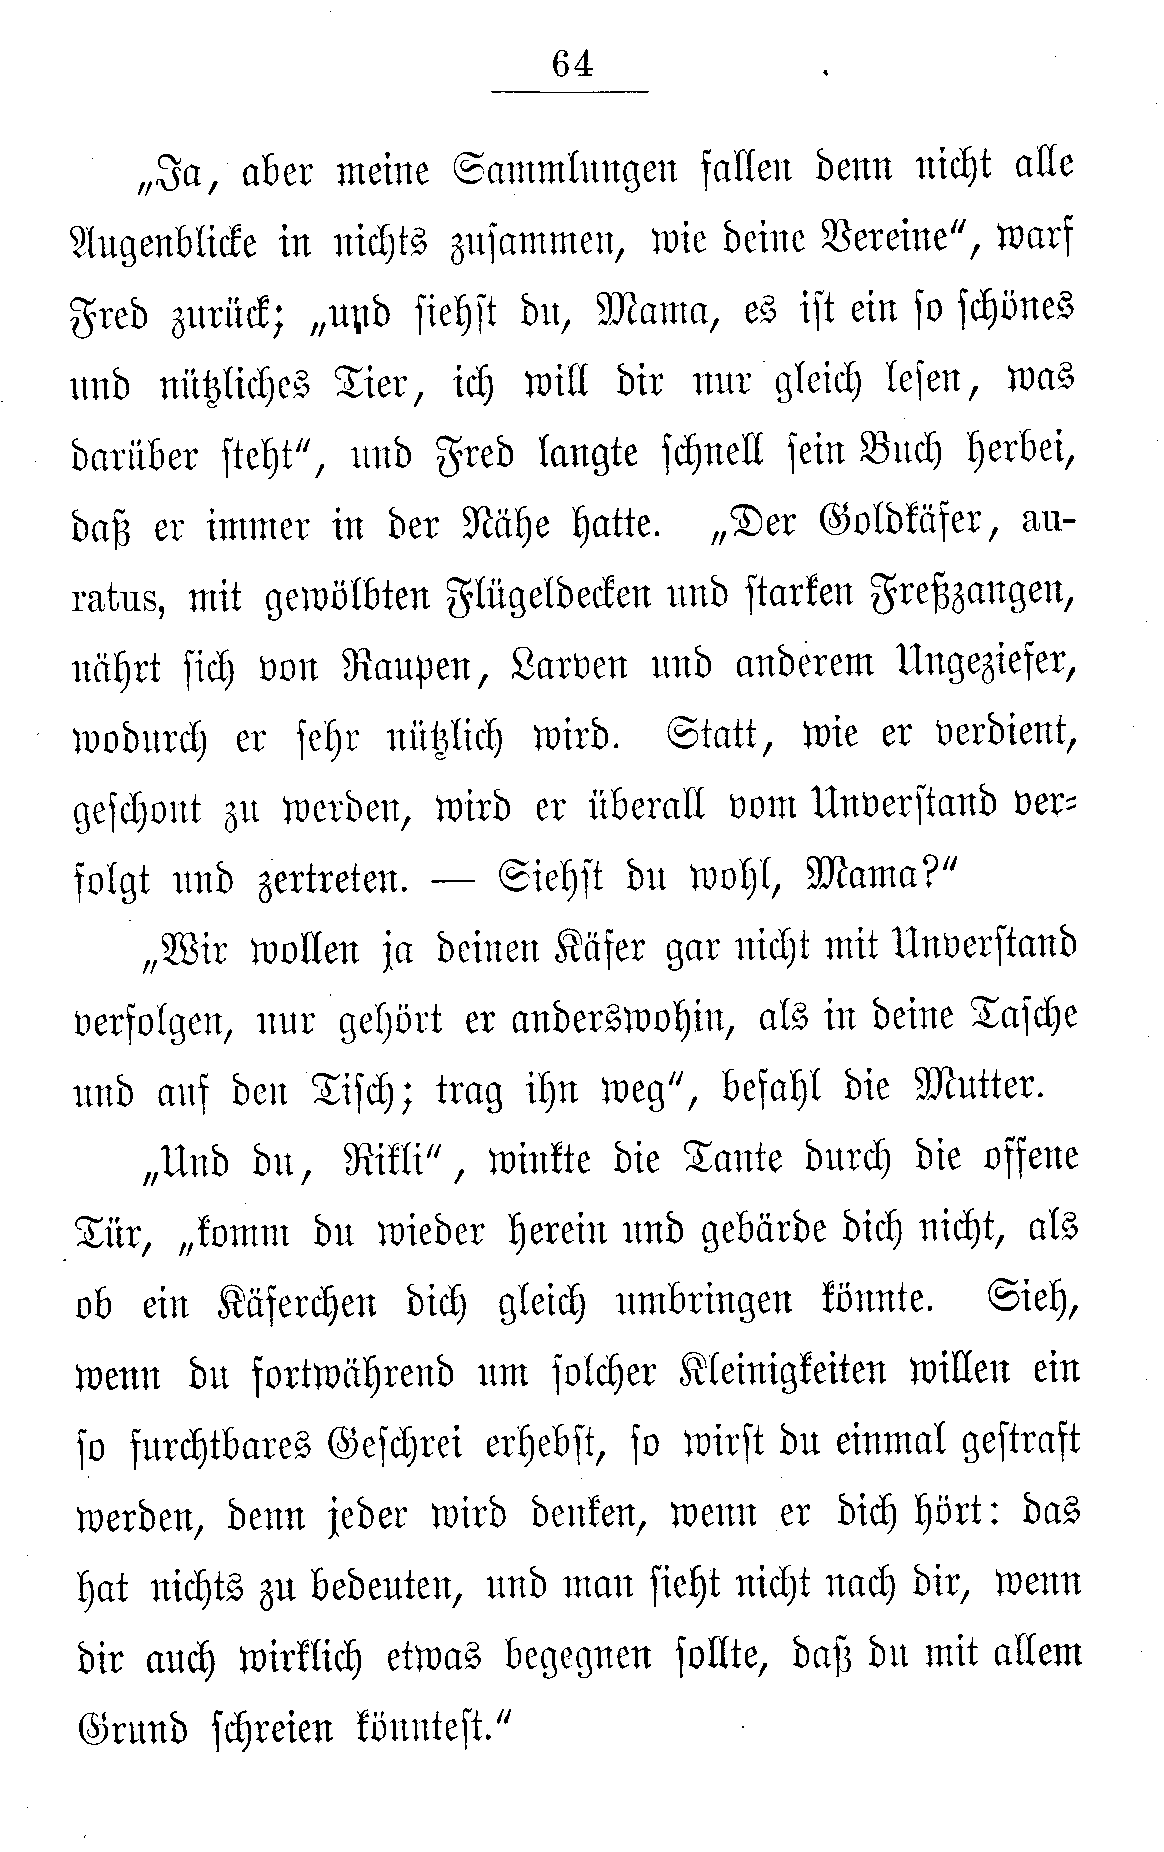 64
„Ja, aber meine Sammlungen fallen denn nicht alle
Augenblicke in nichts zusammen, wie deine Vereine“, warf
Fred zurück; „und siehst du, Mama, es ist ein so schönes
und nützliches Tier, ich will dir nur gleich lesen, was
darüber steht“, und Fred langte schnell sein Buch herbei,
daß er immer in der Nähe hatte. „Der Goldkäfer, au-
ratus, mit gewölbten Flügeldecken und starken Freßzangen,
nährt sich von Raupen, Larven und anderem Ungeziefer,
wodurch er sehr nützlich wird. Statt, wie er verdient,
geschont zu werden, wird er überall vom Unverstand ver-
folgt und zertreten. — Siehst du wohl, Mama?“
„Wir wollen ja deinen Käfer gar nicht mit Unverstand
verfolgen, nur gehört er anderswohin, als in deine Tasche
und auf den Tisch; trag ihn weg“, befahl die Mutter.
„Und du, Rikli“, winkte die Tante durch die offene
Tür, „komm du wieder herein und gebärde dich nicht, als
ob ein Käferchen dich gleich umbringen könnte. Sieh,
wenn du fortwährend um solcher Kleinigkeiten willen ein
so furchtbares Geschrei erhebst, so wirst du einmal gestraft
werden, denn jeder wird denken, wenn er dich hört: das
hat nichts zu bedeuten, und man sieht nicht nach dir, wenn
dir auch wirklich etwas begegnen sollte, daß du mit allem
Grund schreien könntest.“